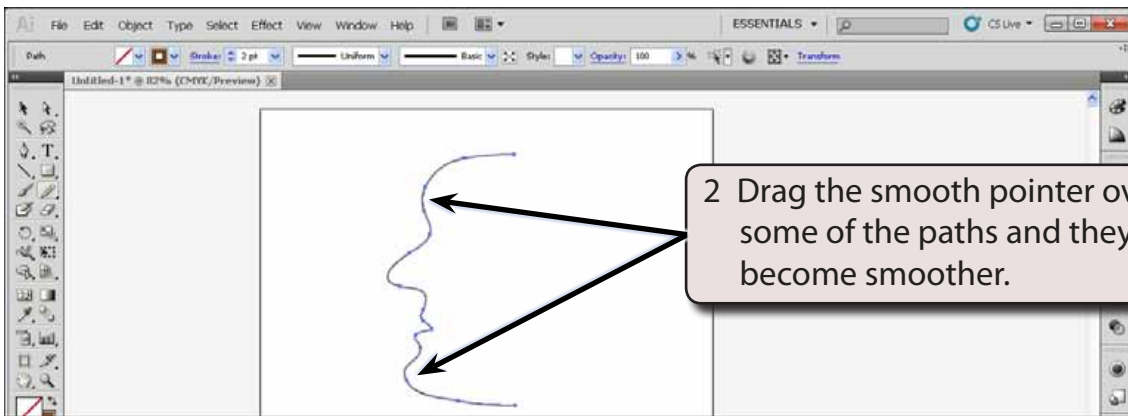 Ai File Edit Object Type Select Effect View Window Help Br ESSENTIALS CS Live
Path Stroke: 2 pt Uniform Basic Style: Opacity: 100 % Transform
Untitled-1* @ 82% (CMYK/Preview)
2 Drag the smooth pointer ov
some of the paths and they
become smoother.